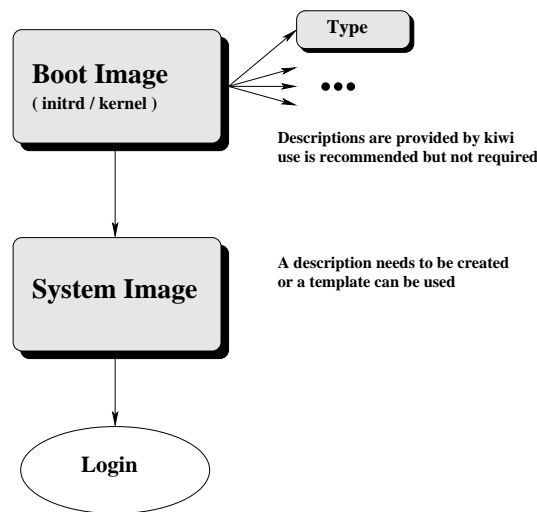 Type
Boot Image
( initrd / kernel )
Descriptions are provided by kiwi
use is recommended but not required
System Image
A description needs to be created
or a template can be used
Login